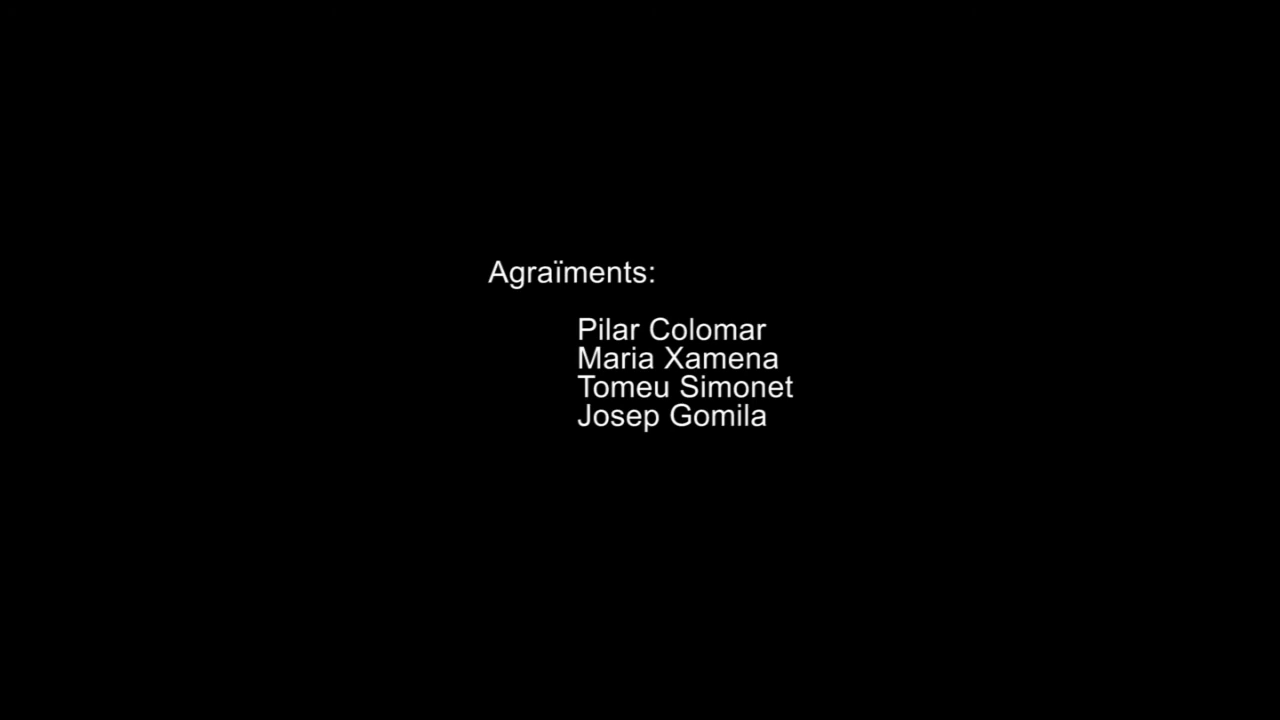 Agraïments:
Pilar Colomar
Maria Xamena
Tomeu Simonet
Josep Gomila